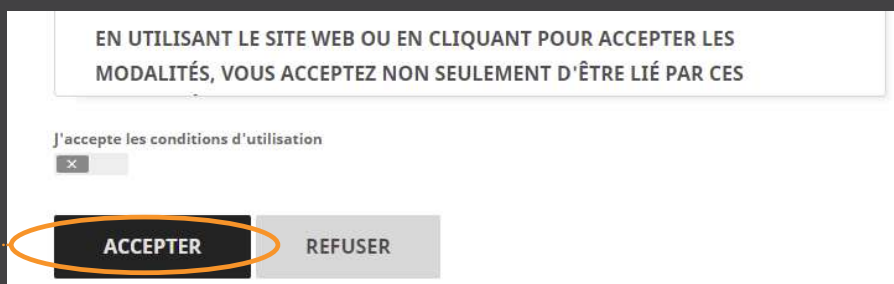 EN UTILISANT LE SITE WEB OU EN CLIQUANT POUR ACCEPTER LES
MODALITÉS, VOUS ACCEPTEZ NON SEULEMENT D'ÊTRE LIÉ PAR CES
J'accepte les conditions d'utilisation
ACCEPTER REFUSER